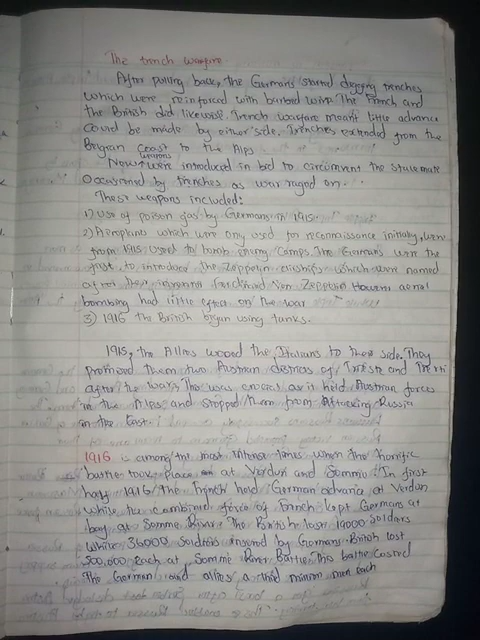 The trench warfare
After pulling back, the Germans started digging trenches
which were reinforced with barbed wire. The French and
the British did likewise. Trench warfare meant little advance
could be made by either side. Trenches extended from the
Belgian coast to the Alps
New weapons were introduced in bid to circumvent the stalemate
Occassioned by trenches as war raged on.
These weapons included:
1) Use of poison gas by Germans in 1915.
2) Aeroplanes which were only used for reconnaissance initially, were
from 1915 used to bomb enemy camps. The Germans were the
first to introduce the Zeppelin airships which were named
after their inventor Ferdinand Von Zeppelin However aerial
bombing had little effect on the war
3) 1916 the British began using tanks.
1915, the Allies wooed the Italians to their side. They
promised them two Austrian districts of and
after the war. This was crucial as it held Austrian forces
in the Alps and stopped them from Attacking Russia
in the East.
1916 is among the most intense times when the horrific
battles took place at Verdun and Somme. In first
half 1916 the French held German advance at Verdun
while the combined force of French kept Germans at
bay at Somme River. The British lost 19000 soldiers
while 36000 soldiers injured by Germans. British lost
500,000 each at Somme River Battle. This battle costed
The German and allies a third million men each